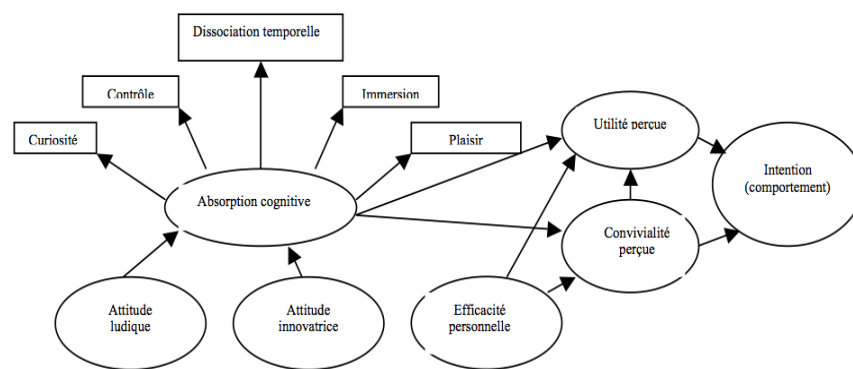 Dissociation temporelle
Contrôle
Immersion
Curiosité
Plaisir
Utilité perçue
Intention
(comportement)
Absorption cognitive
Convivialité
perçue
Attitude
ludique
Attitude
innovatrice
Efficacité
personnelle